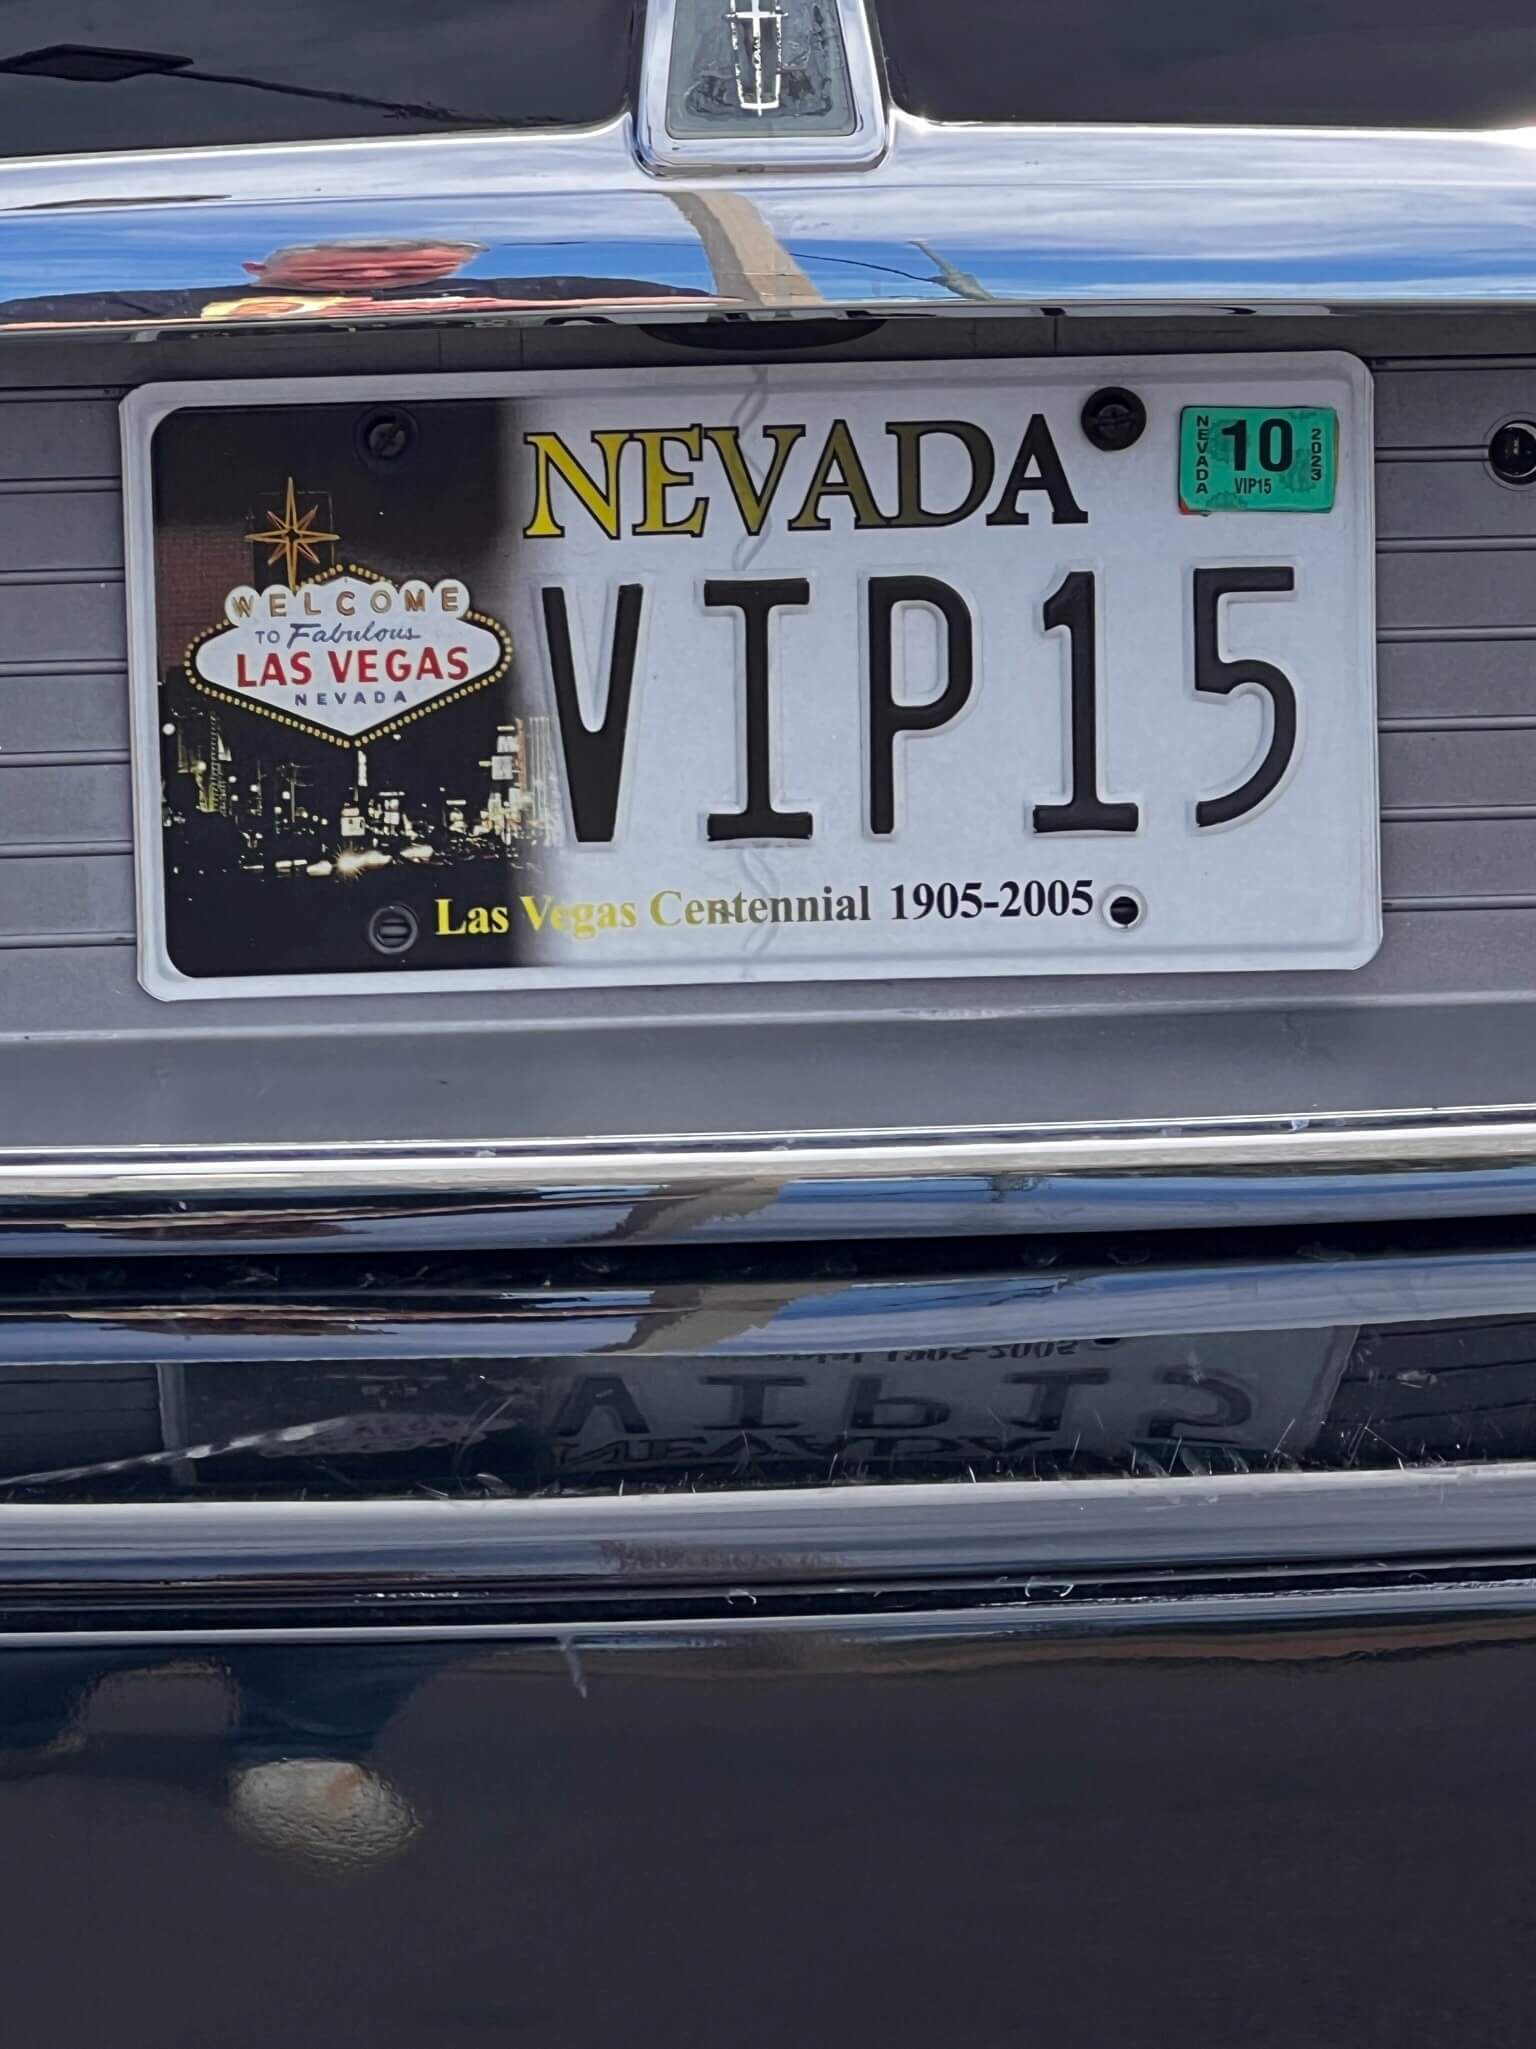 NEVADA
NEVADA
10
2023
VIP15
WELCOME
TO Fabulous
LAS VEGAS
NEVADA
VIP15
Las Vegas Centennial 1905-2005